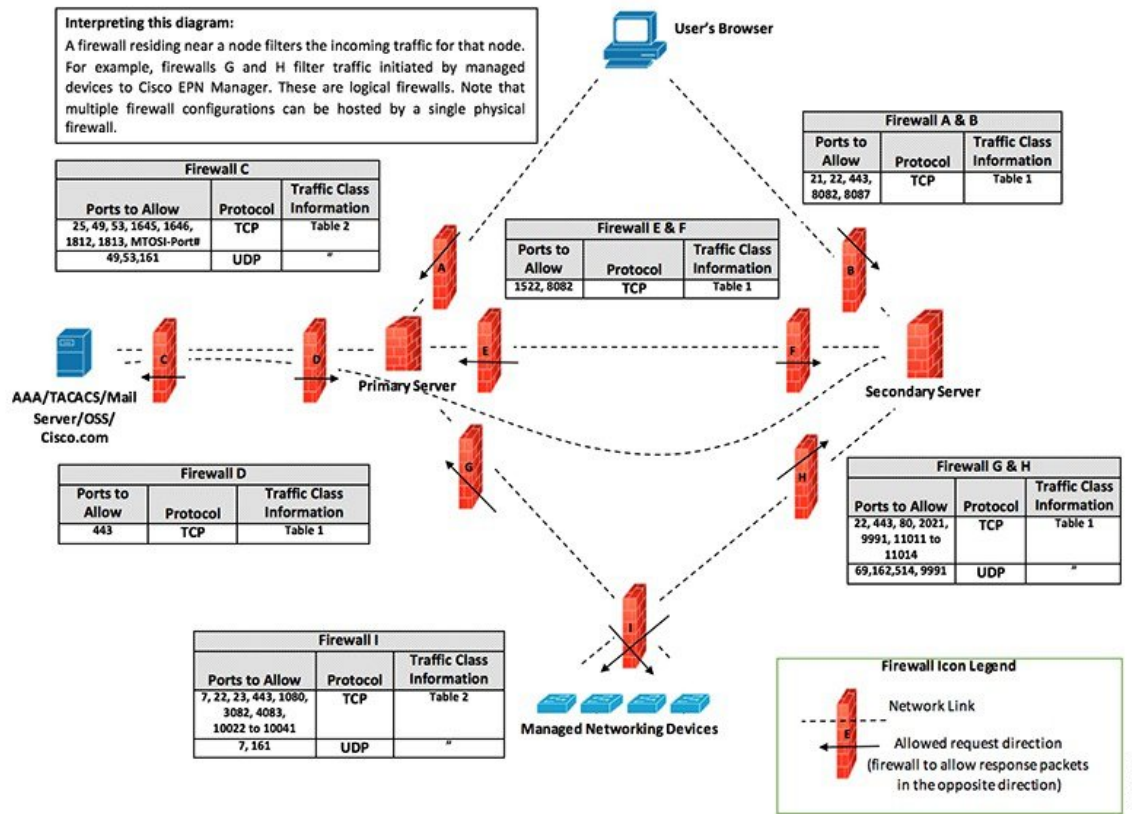 Interpreting this diagram:
A firewall residing near a node filters the incoming traffic for that node.
For example, firewalls G and H filter traffic initiated by managed
devices to Cisco EPN Manager. These are logical firewalls. Note that
multiple firewall configurations can be hosted by a single physical
firewall.
User's Browser
Firewall A & B
Ports to Allow Protocol Traffic Class Information
21, 22, 443,
8082, 8087 TCP Table 1
Firewall C
Ports to Allow Protocol Traffic Class Information
25, 49, 53, 1645, 1646,
1812, 1813, MTOSI-Port# TCP Table 2
49,53,161 UDP "
Firewall E & F
Ports to Allow Protocol Traffic Class Information
1522, 8082 TCP Table 1
A
B
C
D
E
F
Primary Server
Secondary Server
AAA/TACACS/Mail
Server/OSS/
Cisco.com
G
H
Firewall D
Ports to Allow Protocol Traffic Class Information
443 TCP Table 1
Firewall G & H
Ports to Allow Protocol Traffic Class Information
22, 443, 80, 2021,
9991, 11011 to
11014 TCP Table 1
69,162,514, 9991 UDP "
I
Firewall I
Ports to Allow Protocol Traffic Class Information
7, 22, 23, 443, 1080,
3082, 4083,
10022 to 10041 TCP Table 2
7, 161 UDP "
Managed Networking Devices
Firewall Icon Legend
Network Link
E
Allowed request direction
(firewall to allow response packets
in the opposite direction)